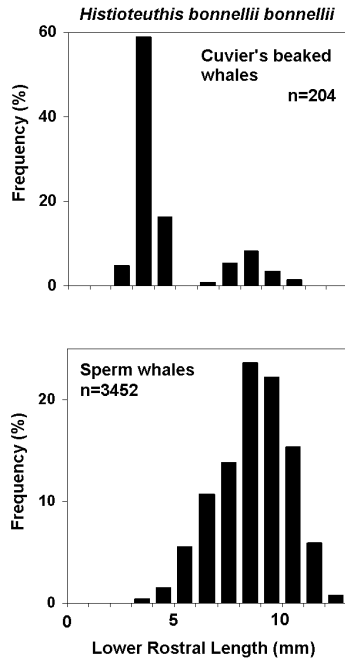 Histioteuthis bonnellii bonnellii
60
40
20
0
Frequency (%)
Cuvier's beaked
whales
n=204
Sperm whales
n=3452
20
10
0
Frequency (%)
0 5 10
Lower Rostral Length (mm)